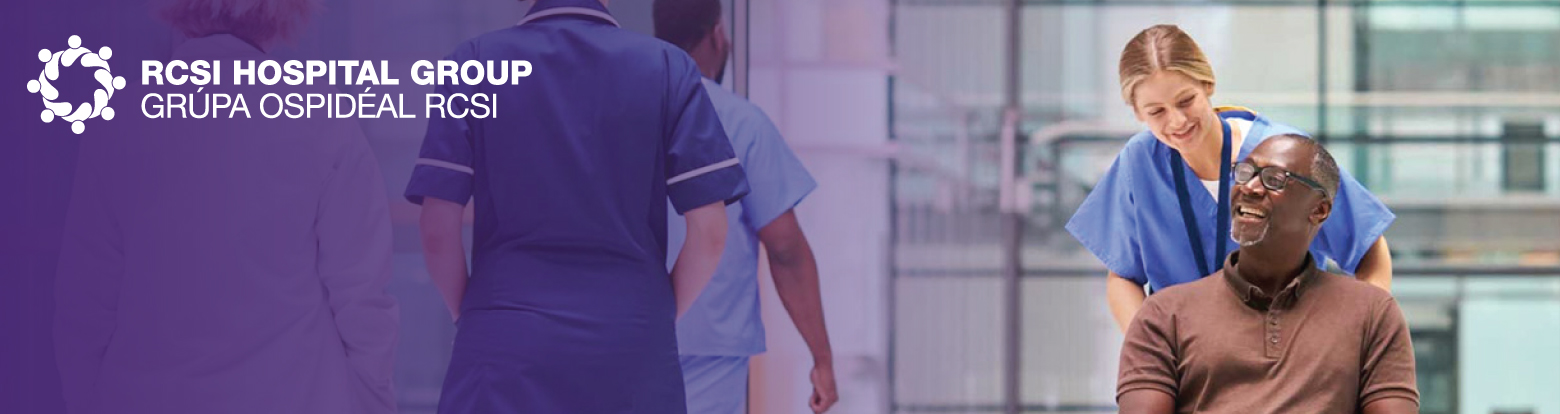 RCSI HOSPITAL GROUP
GRÚPA OSPIDÉAL RCSI